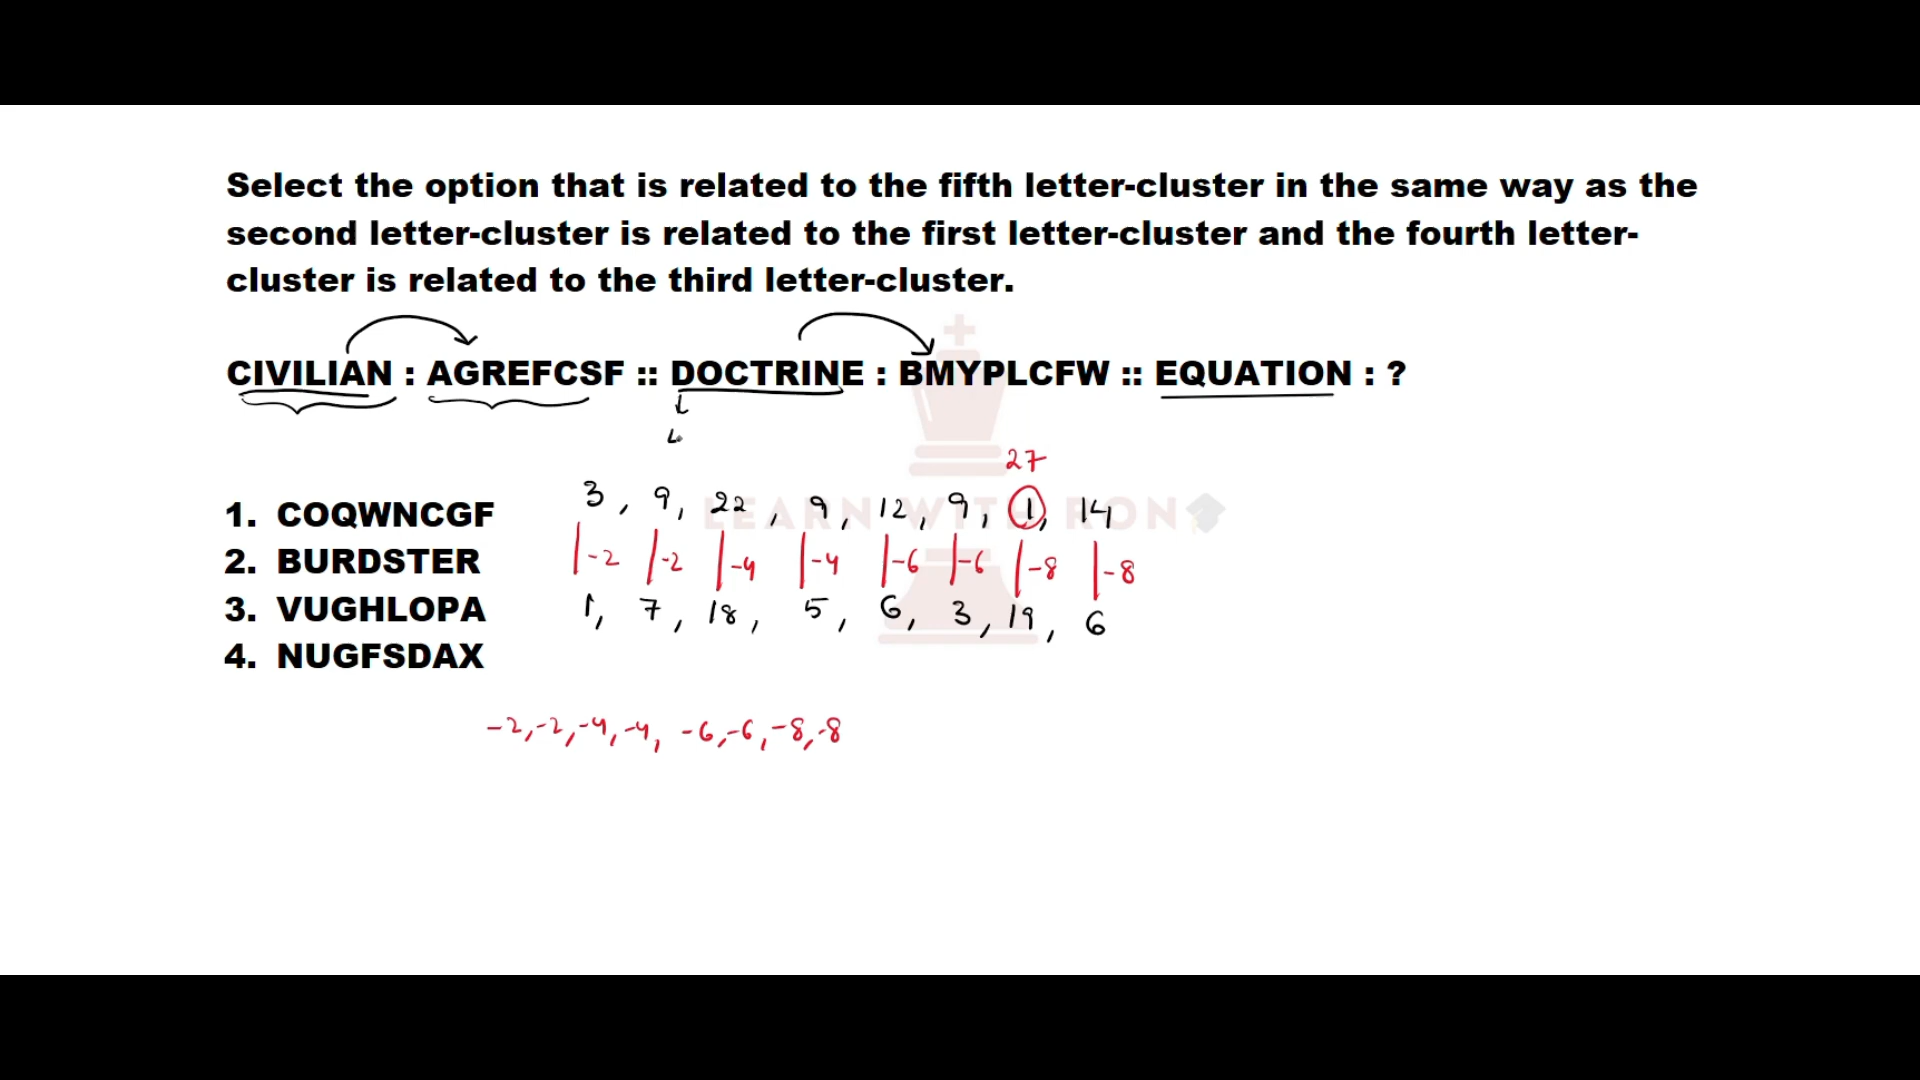 Select the option that is related to the fifth letter-cluster in the same way as the
second letter-cluster is related to the first letter-cluster and the fourth letter-
cluster is related to the third letter-cluster.
CIVILIAN : AGREFCSF :: DOCTRINE : BMYPLCFW :: EQUATION : ?
27
1. COQWNCGF
3, 9, 22, 9, 12, 9, 1, 14
LEARN WITH RON
2. BURDSTER
-2 -2 -4 -4 -6 -6 -8 -8
3. VUGHLOPA
1, 7, 18, 5, 6, 3, 19, 6
4. NUGFSDAX
-2, -2, -4, -4, -6, -6, -8, -8